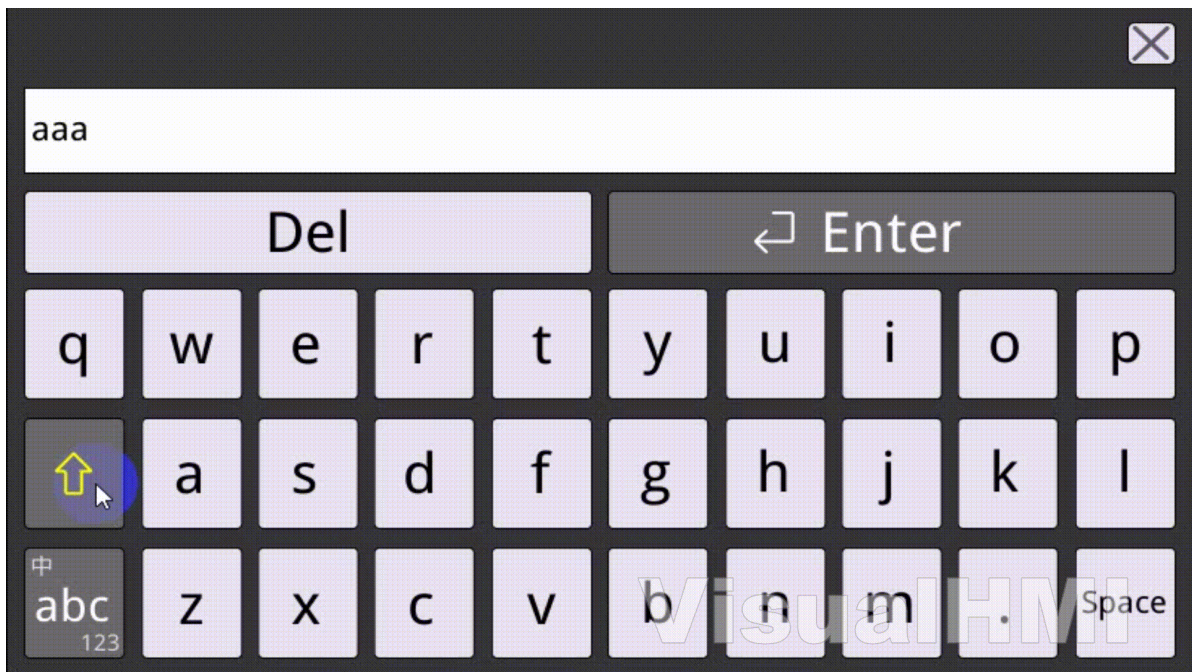 aaa
Del Enter
q w e r t y u i o p
a s d f g h j k l
中
abc z x c v b n m . Space
123
VisualHMI